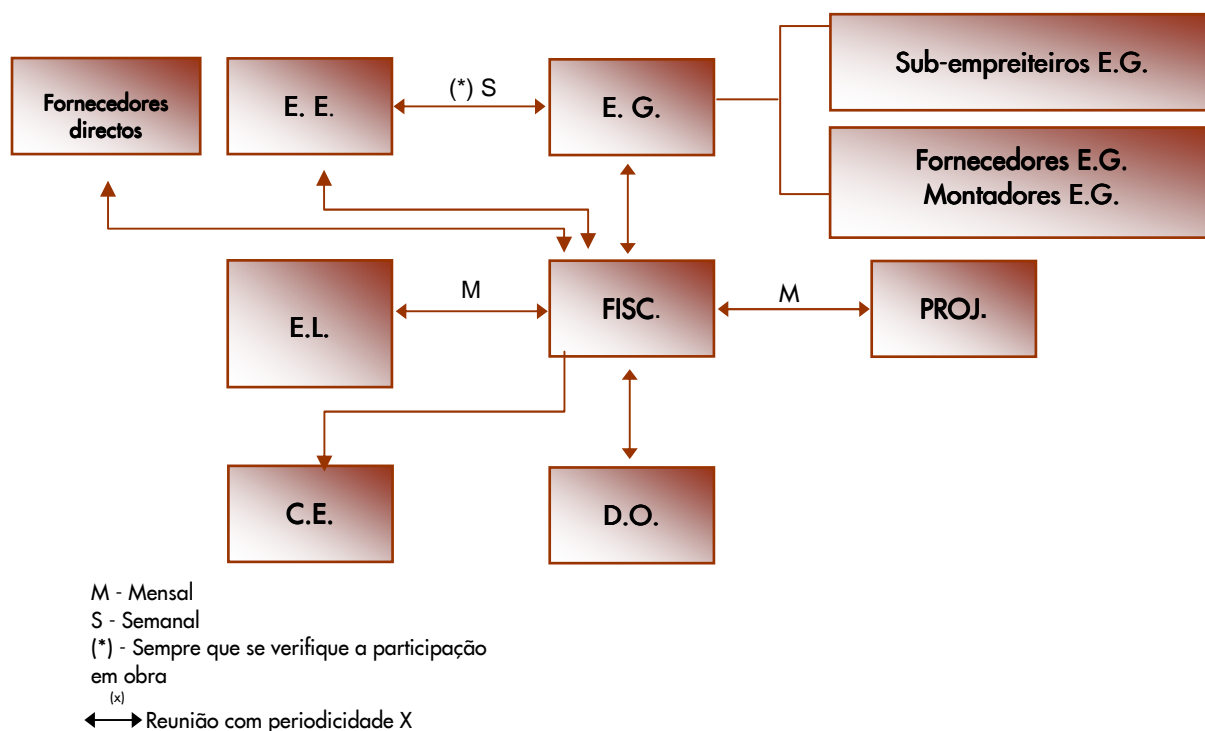 Sub-empreiteiros E.G.
Fornecedores
directos
E. E.
(*) S
E. G.
Fornecedores E.G.
Montadores E.G.
E.L.
M
FISC.
M
PROJ.
C.E.
D.O.
M - Mensal
S - Semanal
(*) - Sempre que se verifique a participação
em obra
(x)
Reunião com periodicidade X